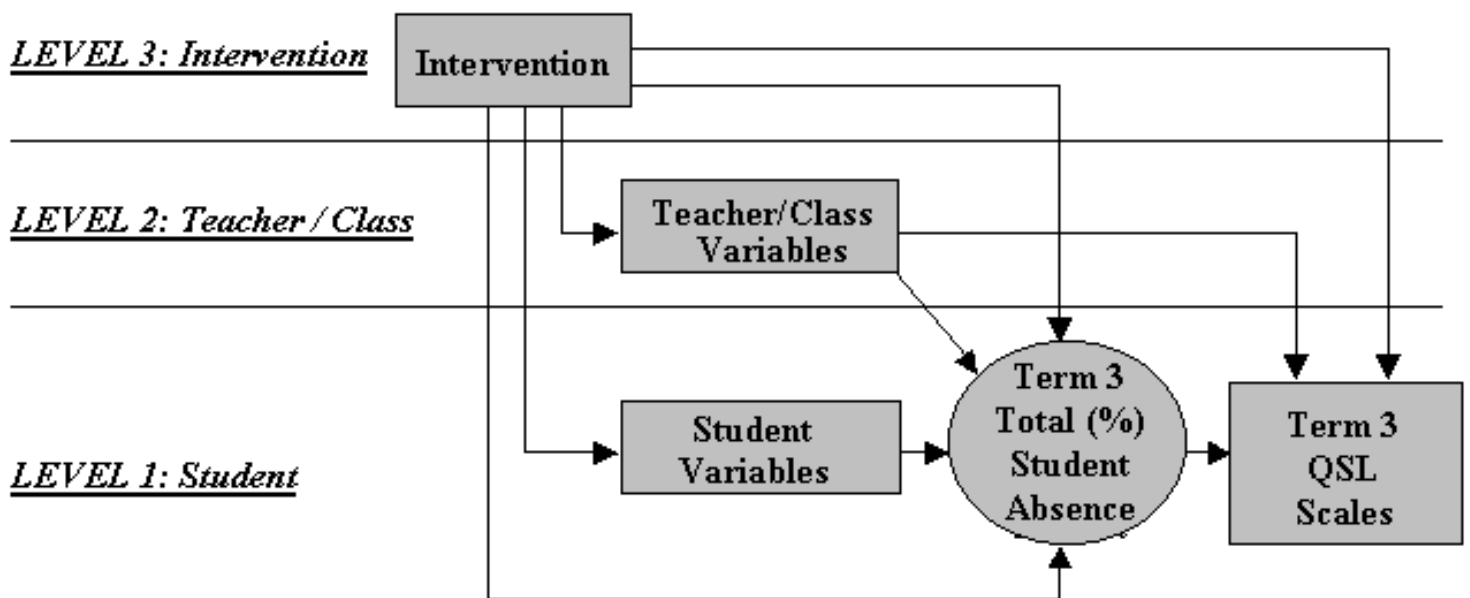 LEVEL 3: Intervention
Intervention
LEVEL 2: Teacher / Class
Teacher/Class
Variables
LEVEL 1: Student
Student
Variables
Term 3
Total (%)
Student
Absence
Term 3
QSL
Scales